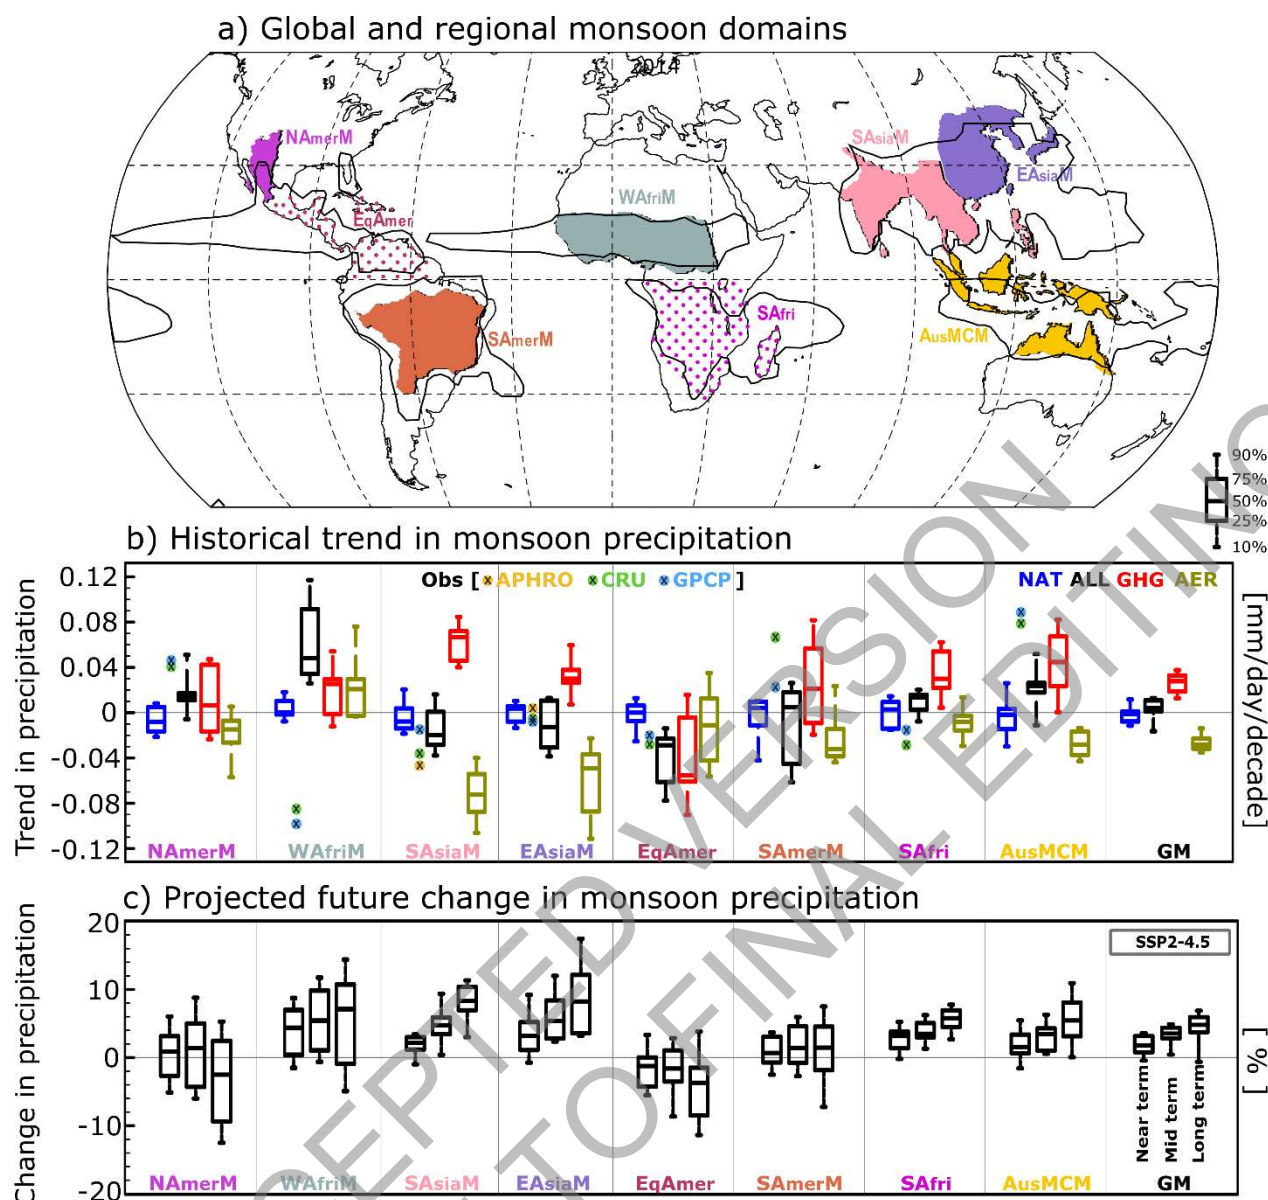 a) Global and regional monsoon domains
2014
NAmerM
SAsiaM
EAsiaM
WAfriM
EqAmer
SAfri
SAmerM
AusMCM
90%
75%
50%
25%
10%
b) Historical trend in monsoon precipitation
Trend in precipitation
[mm/day/decade]
Obs [ x APHRO x CRU x GPCP ]
NAT ALL GHG AER
0.12
0.08
0.04
0
-0.04
-0.08
-0.12
NAmerM WAfriM SAsiaM EAsiaM EqAmer SAmerM SAfri AusMCM GM
c) Projected future change in monsoon precipitation
Change in precipitation
[ % ]
SSP2-4.5
20
10
0
-10
-20
Near term
Mid term
Long term
NAmerM WAfriM SAsiaM EAsiaM EqAmer SAmerM SAfri AusMCM GM
CEPTED VERSION
TO FINAL EDITING